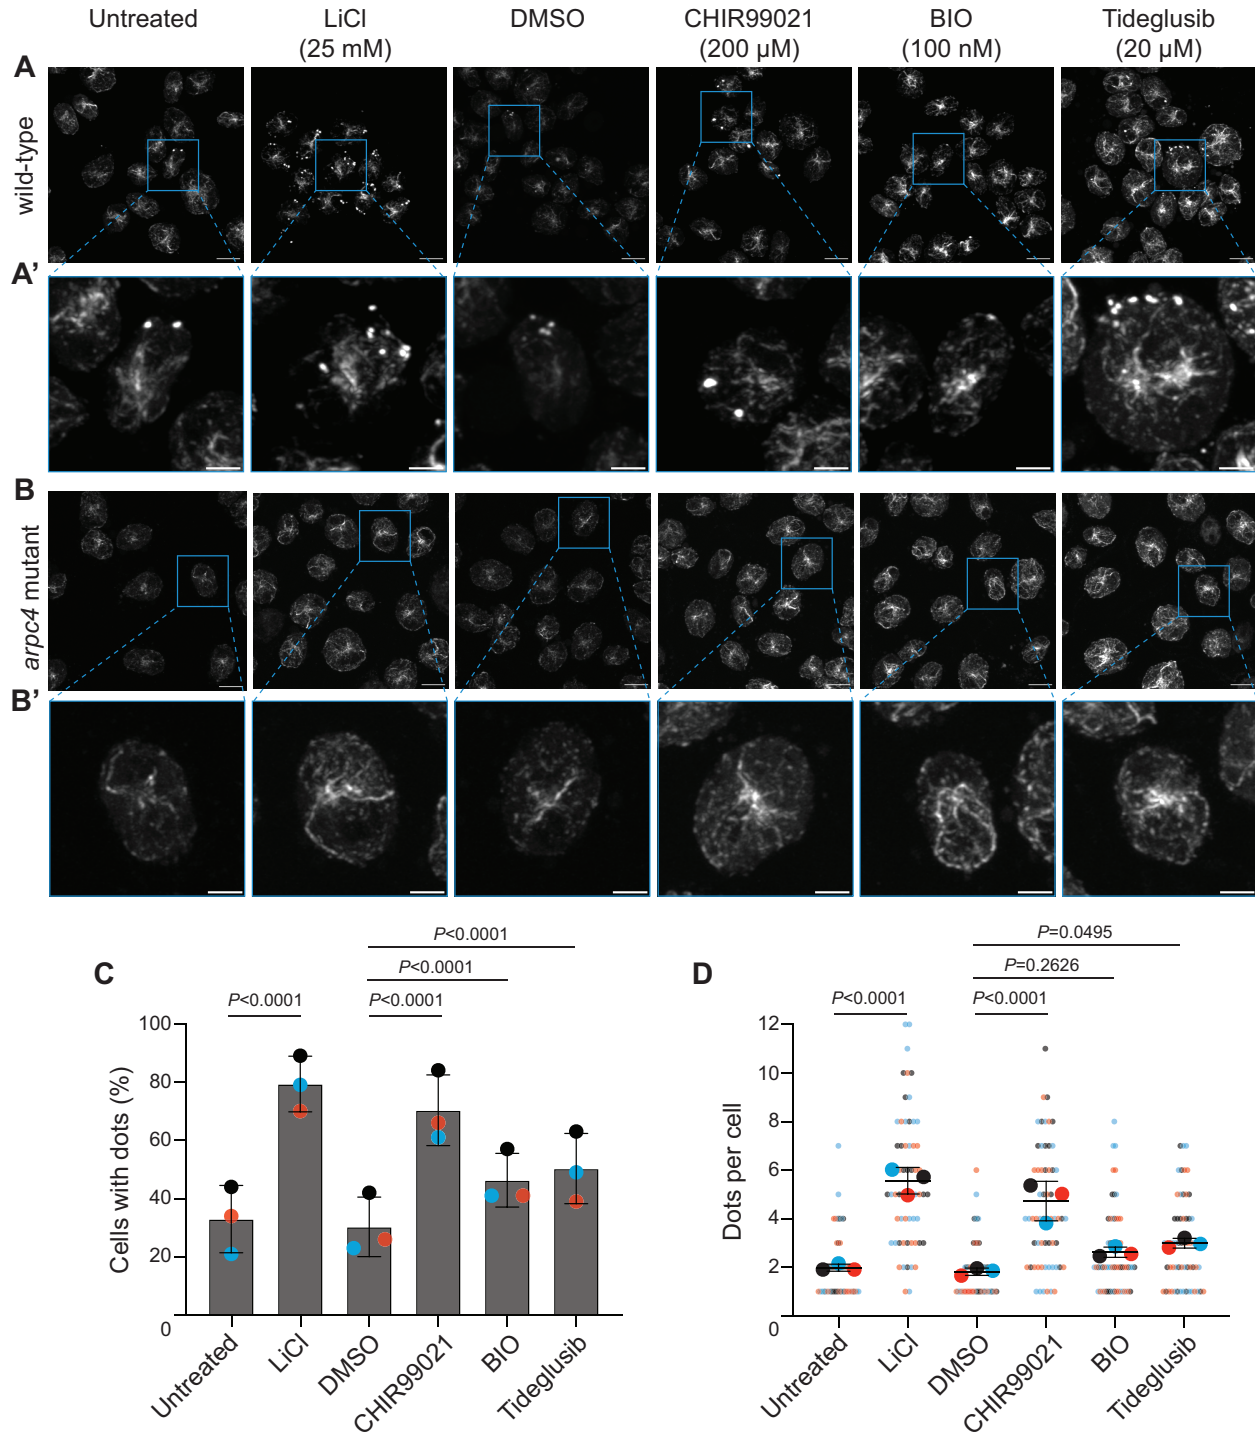 Untreated
LiCl
(25 mM)
DMSO
CHIR99021
(200 µM)
BIO
(100 nM)
Tideglusib
(20 µM)
A
wild-type
A'
B
arpc4 mutant
B'
C
P<0.0001
P<0.0001
P<0.0001
P<0.0001
Cells with dots (%)
100
80
60
40
20
0
Untreated
LiCl
DMSO
CHIR99021
BIO
Tideglusib
D
P=0.0495
P=0.2626
P<0.0001
P<0.0001
Dots per cell
12
10
8
6
4
2
0
Untreated
LiCl
DMSO
CHIR99021
BIO
Tideglusib